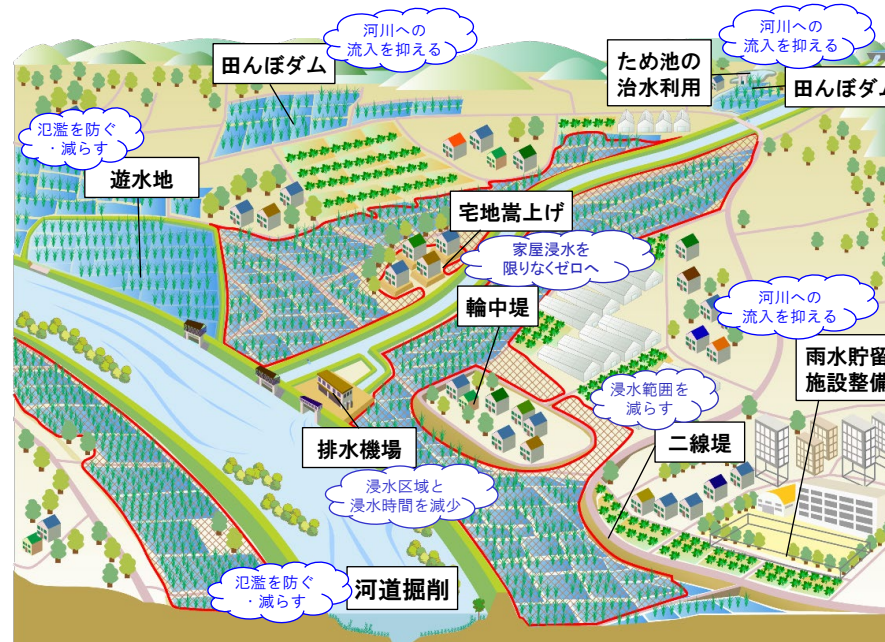 河川への
流入を抑える
田んぼダム
河川への
流入を抑える
ため池の
治水利用
田んぼダム
氾濫を防ぐ
・減らす
遊水地
宅地嵩上げ
家屋浸水を
限りなくゼロへ
輪中堤
河川への
流入を抑える
雨水貯留
施設整備
浸水範囲を
減らす
二線堤
排水機場
浸水区域と
浸水時間を減少
氾濫を防ぐ
・減らす
河道掘削